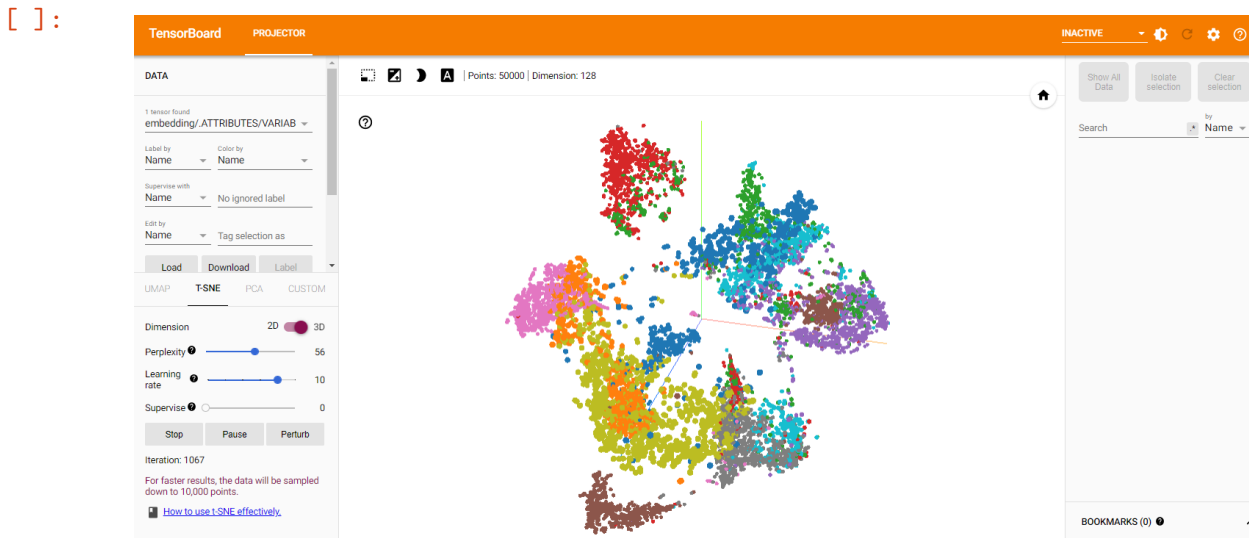 [ ]:
TensorBoard PROJECTOR INACTIVE
DATA
Points: 50000 | Dimension: 128
Show All Data
Isolate selection
Clear selection
1 tensor found
embedding/.ATTRIBUTES/VARIAB
Search .* by Name
Label by Color by
Name Name
Supervise with
Name No ignored label
Edit by
Name Tag selection as
Load Download Label
UMAP T-SNE PCA CUSTOM
Dimension 2D 3D
Perplexity 56
Learning rate 10
Supervise 0
Stop Pause Perturb
Iteration: 1067
For faster results, the data will be sampled
down to 10,000 points.
How to use t-SNE effectively.
BOOKMARKS (0)